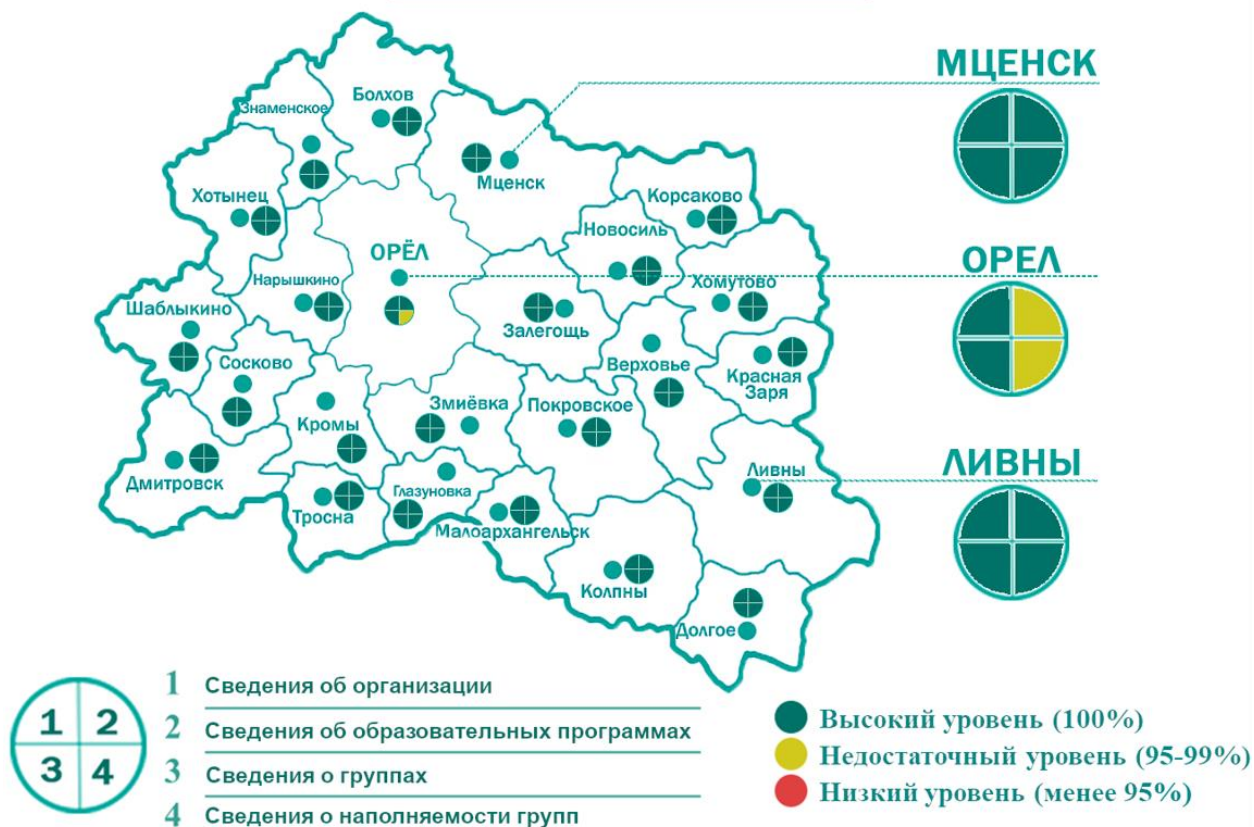 МЦЕНСК
Болхов
Знаменское
Мценск
Хотынец
Корсаково
Новосиль
ОРЁЛ
ОРЕЛ
Нарышкино
Хомутово
Шаблыкино
Залегощь
Сосково
Верховье
Красная
Заря
Змиёвка
Покровское
Кромы
ЛИВНЫ
Ливны
Дмитровск
Глазуновка
Тросна
Малоархангельск
Колпны
Долгое
1 2
3 4
1 Сведения об организации
2 Сведения об образовательных программах
3 Сведения о группах
4 Сведения о наполняемости групп
Высокий уровень (100%)
Недостаточный уровень (95-99%)
Низкий уровень (менее 95%)